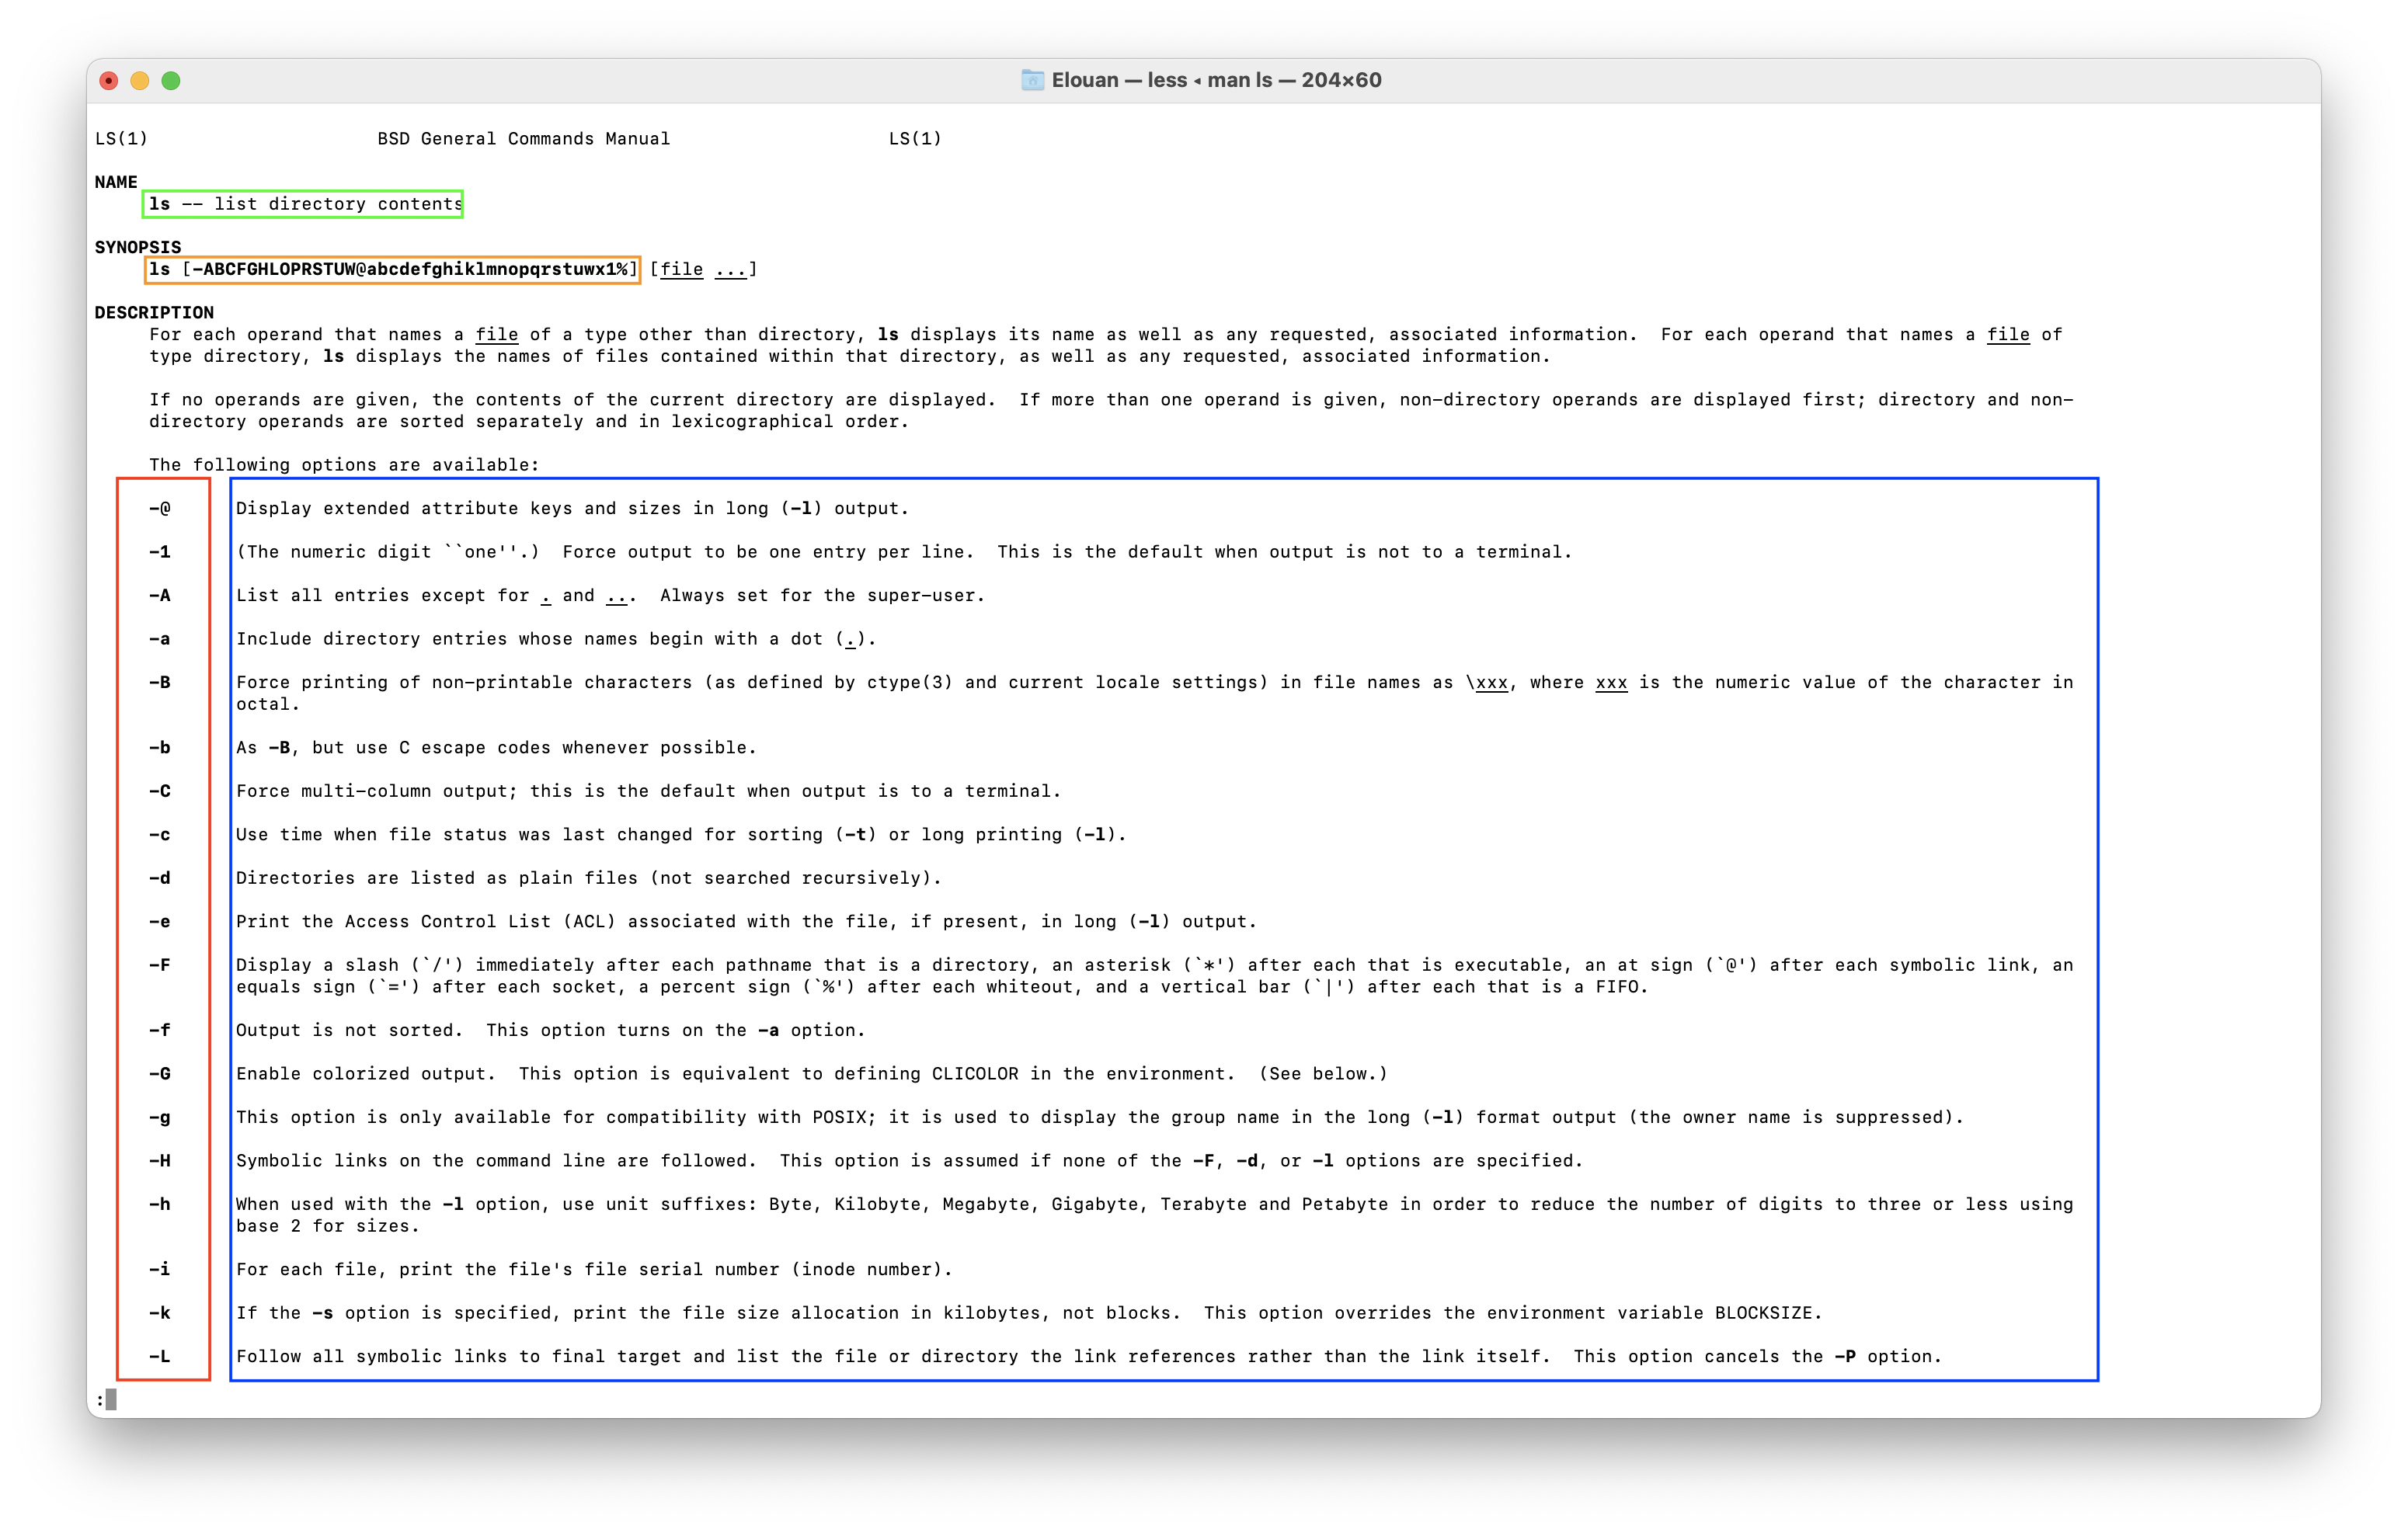 Elouan — less ◂ man ls — 204×60
LS(1)                     BSD General Commands Manual                    LS(1)
NAME
ls -- list directory contents
SYNOPSIS
ls [-ABCFGHLOPRSTUW@abcdefghiklmnopqrstuwx1%] [file ...]
DESCRIPTION
For each operand that names a file of a type other than directory, ls displays its name as well as any requested, associated information.  For each operand that names a file of
type directory, ls displays the names of files contained within that directory, as well as any requested, associated information.
If no operands are given, the contents of the current directory are displayed.  If more than one operand is given, non-directory operands are displayed first; directory and non-
directory operands are sorted separately and in lexicographical order.
The following options are available:
-@      Display extended attribute keys and sizes in long (-l) output.
-1      (The numeric digit ``one''.)  Force output to be one entry per line.  This is the default when output is not to a terminal.
-A      List all entries except for . and ...  Always set for the super-user.
-a      Include directory entries whose names begin with a dot (.).
-B      Force printing of non-printable characters (as defined by ctype(3) and current locale settings) in file names as \xxx, where xxx is the numeric value of the character in
octal.
-b      As -B, but use C escape codes whenever possible.
-C      Force multi-column output; this is the default when output is to a terminal.
-c      Use time when file status was last changed for sorting (-t) or long printing (-l).
-d      Directories are listed as plain files (not searched recursively).
-e      Print the Access Control List (ACL) associated with the file, if present, in long (-l) output.
-F      Display a slash (`/') immediately after each pathname that is a directory, an asterisk (`*') after each that is executable, an at sign (`@') after each symbolic link, an
equals sign (`=') after each socket, a percent sign (`%') after each whiteout, and a vertical bar (`|') after each that is a FIFO.
-f      Output is not sorted.  This option turns on the -a option.
-G      Enable colorized output.  This option is equivalent to defining CLICOLOR in the environment.  (See below.)
-g      This option is only available for compatibility with POSIX; it is used to display the group name in the long (-l) format output (the owner name is suppressed).
-H      Symbolic links on the command line are followed.  This option is assumed if none of the -F, -d, or -l options are specified.
-h      When used with the -l option, use unit suffixes: Byte, Kilobyte, Megabyte, Gigabyte, Terabyte and Petabyte in order to reduce the number of digits to three or less using
base 2 for sizes.
-i      For each file, print the file's file serial number (inode number).
-k      If the -s option is specified, print the file size allocation in kilobytes, not blocks.  This option overrides the environment variable BLOCKSIZE.
-L      Follow all symbolic links to final target and list the file or directory the link references rather than the link itself.  This option cancels the -P option.
: